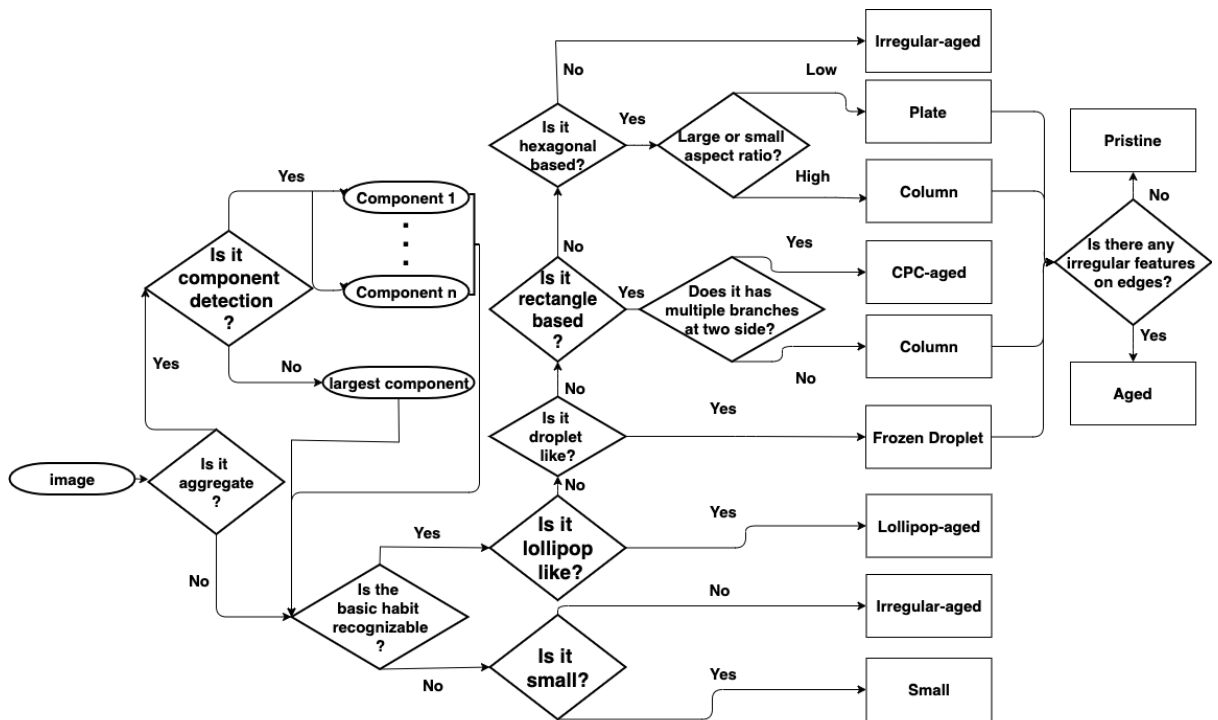 image
Is it
aggregate
?
Yes
No
Is it
component
detection
?
Yes
No
Component 1
Component n
largest component
Is the
basic habit
recognizable
?
Yes
No
Is it
small?
No
Yes
Irregular-aged
Small
Is it
lollipop
like?
Yes
No
Lollipop-aged
Is it
droplet
like?
Yes
No
Frozen Droplet
Is it
rectangle
based
?
Yes
No
Does it has
multiple branches
at two side?
Yes
No
CPC-aged
Column
Is it
hexagonal
based?
No
Yes
Irregular-aged
Large or small
aspect ratio?
Low
High
Plate
Column
Is there any
irregular features
on edges?
No
Yes
Pristine
Aged